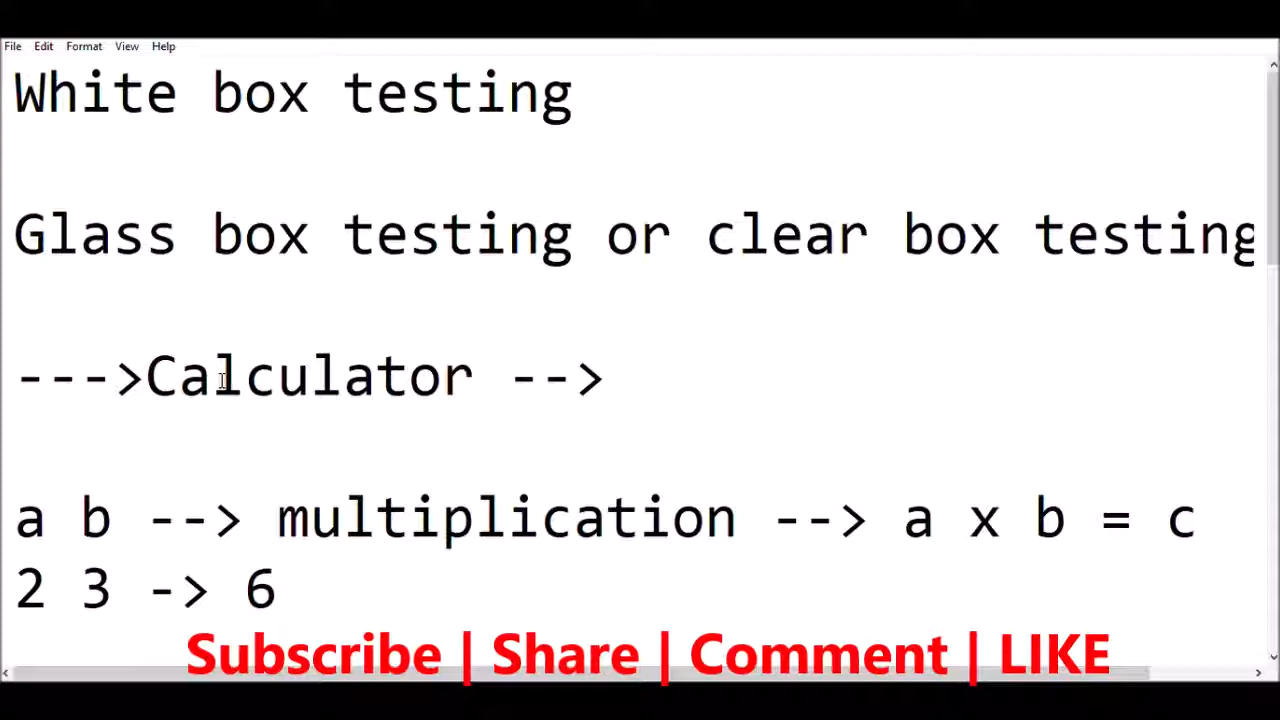 File Edit Format View Help
White box testing
Glass box testing or clear box testing
--->Calculator -->
a b --> multiplication --> a x b = c
2 3 -> 6
Subscribe | Share | Comment | LIKE